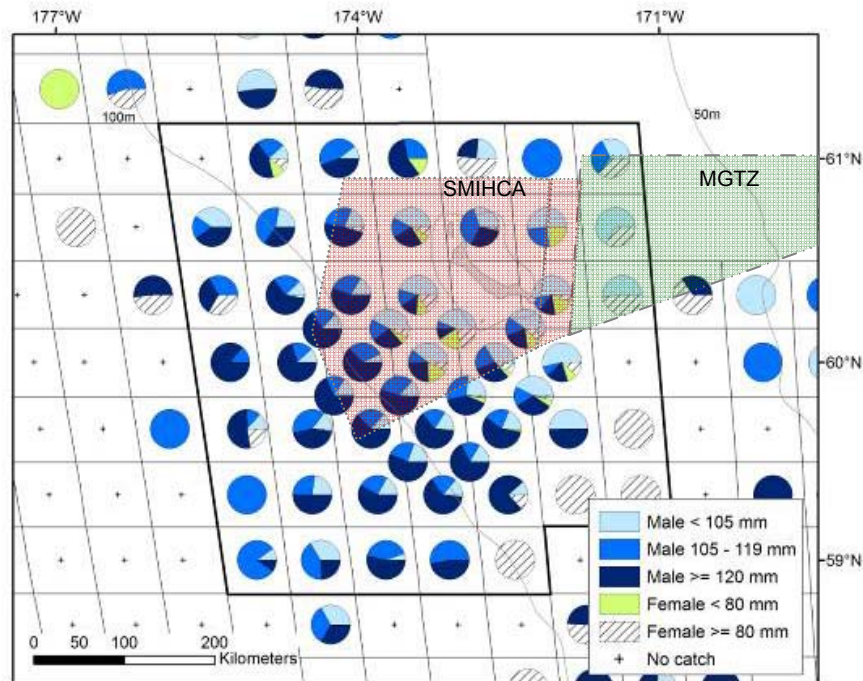 177°W 174°W 171°W
100m
50m
61°N
SMIHCA
MGTZ
60°N
59°N
Male < 105 mm
Male 105 - 119 mm
Male >= 120 mm
Female < 80 mm
Female >= 80 mm
+ No catch
0 50 100 200
Kilometers